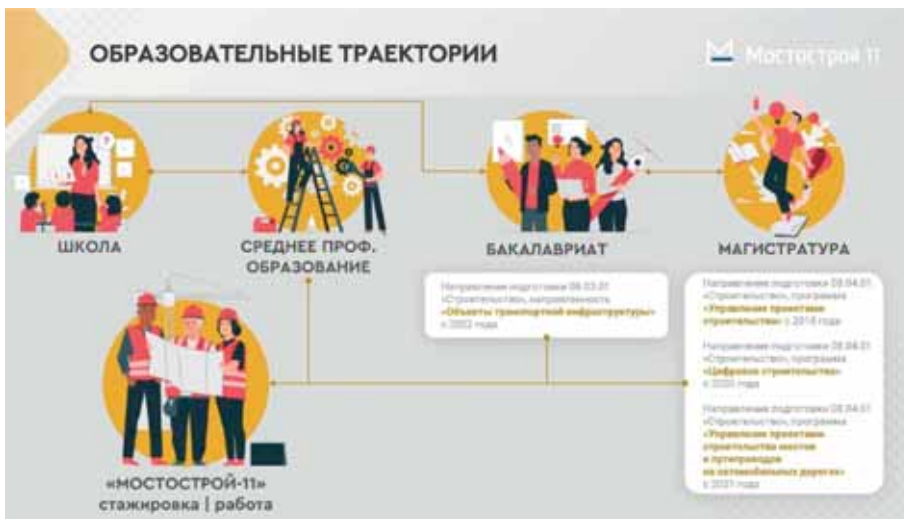 ОБРАЗОВАТЕЛЬНЫЕ ТРАЕКТОРИИ
Мостострой 11
ШКОЛА
СРЕДНЕЕ ПРОФ.
ОБРАЗОВАНИЕ
БАКАЛАВРИАТ
МАГИСТРАТУРА
Направление подготовки 08.03.01
«Строительство», направленность
«Объекты транспортной инфраструктуры»
с 2002 года
Направление подготовки 08.04.01
«Строительство», программа
«Управление проектами
строительства» с 2018 года
Направление подготовки 08.04.01
«Строительство», программа
«Цифровое строительство»
с 2020 года
Направление подготовки 08.04.01
«Строительство», программа
«Управление проектами
строительства мостов
и путепроводов
на автомобильных дорогах»
с 2021 года
«МОСТОСТРОЙ-11»
стажировка | работа